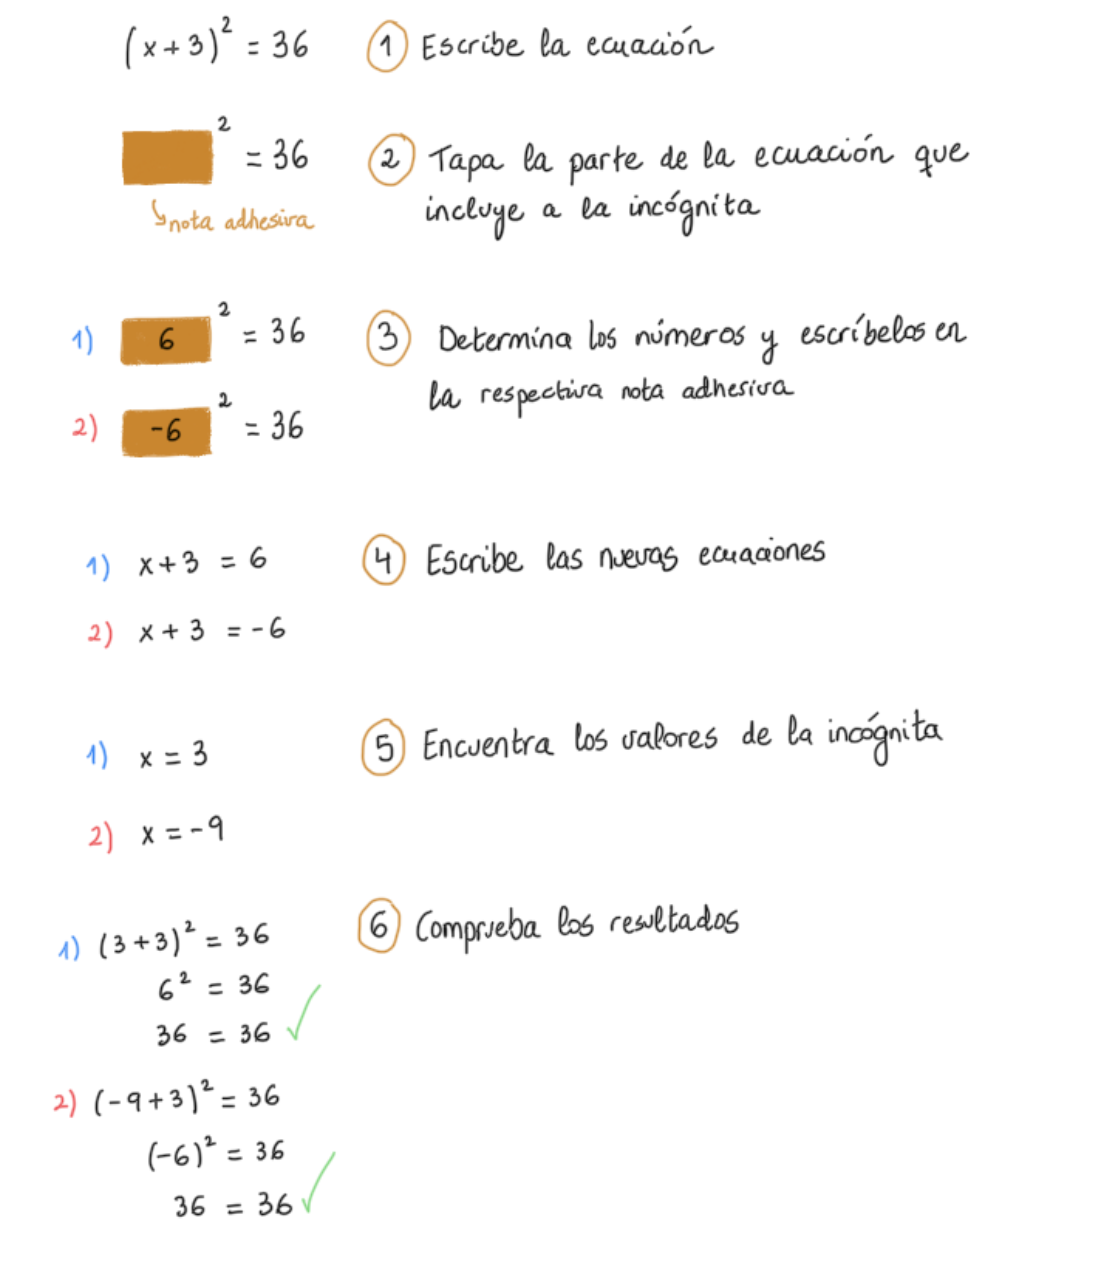 (x+3)² = 36 ① Escribe la ecuación
² = 36 ② Tapa la parte de la ecuación que
incluye a la incógnita
nota adhesiva
1) 6 ² = 36 ③ Determina los números y escríbelos en
la respectiva nota adhesiva
2) -6 ² = 36
1) x+3 = 6 ④ Escribe las nuevas ecuaciones
2) x+3 = -6
1) x = 3 ⑤ Encuentra los valores de la incógnita
2) x = -9
1) (3+3)² = 36 ⑥ Comprueba los resultados
6² = 36
36 = 36 ✓
2) (-9+3)² = 36
(-6)² = 36
36 = 36 ✓